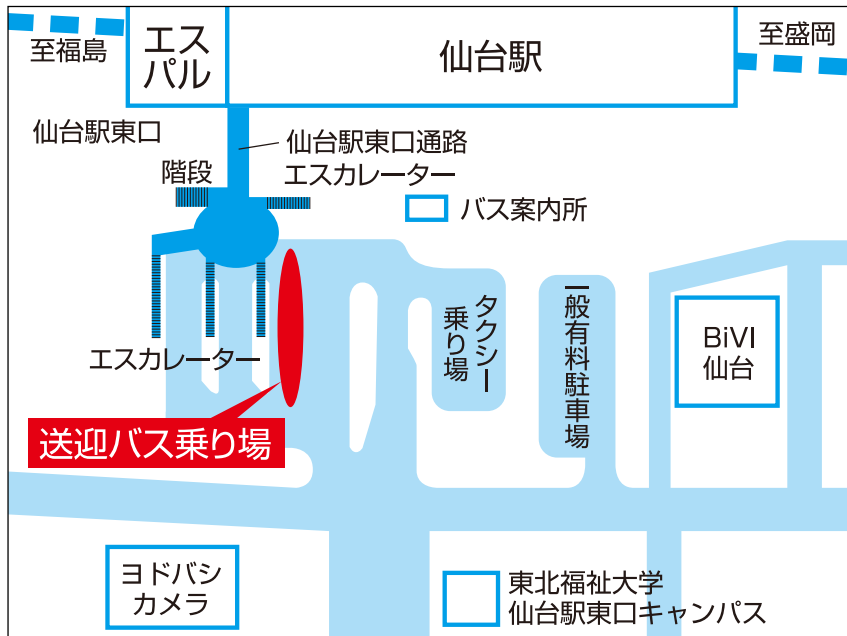 エス
パル
仙台駅
至福島
至盛岡
仙台駅東口
仙台駅東口通路
階段
エスカレーター
バス案内所
タクシー
乗り場
一般有料駐車場
BiVI
仙台
エスカレーター
送迎バス乗り場
ヨドバシ
カメラ
東北福祉大学
仙台駅東口キャンパス